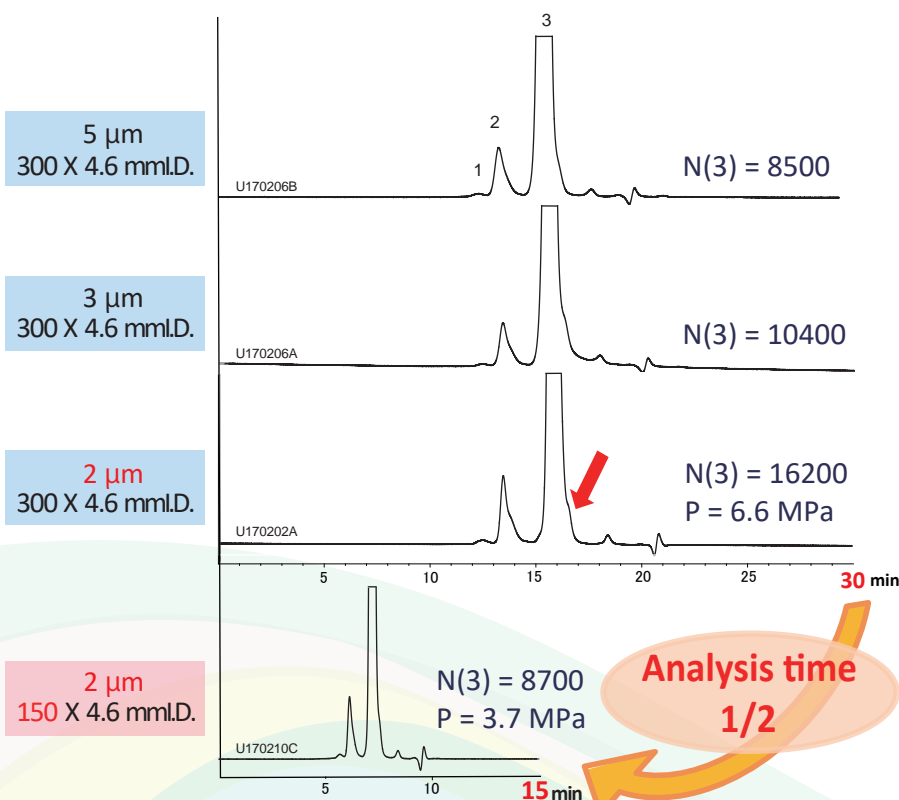 3
2
1
5 µm
300 X 4.6 mmI.D.
U170206B
N(3) = 8500
3 µm
300 X 4.6 mmI.D.
U170206A
N(3) = 10400
2 µm
300 X 4.6 mmI.D.
U170202A
N(3) = 16200
P = 6.6 MPa
5 10 15 20 25 30 min
2 µm
150 X 4.6 mmI.D.
U170210C
N(3) = 8700
P = 3.7 MPa
Analysis time
1/2
5 10 15 min